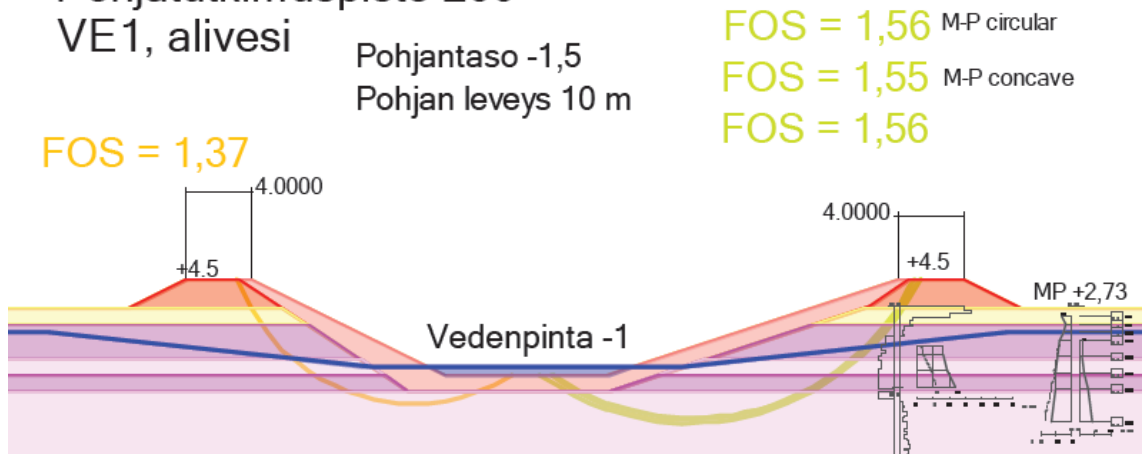 VE1, alivesi
Pohjantaso -1,5
Pohjan leveys 10 m
FOS = 1,56 M-P circular
FOS = 1,55 M-P concave
FOS = 1,56
FOS = 1,37
4.0000
4.0000
+4.5
+4.5
MP +2,73
Vedenpinta -1